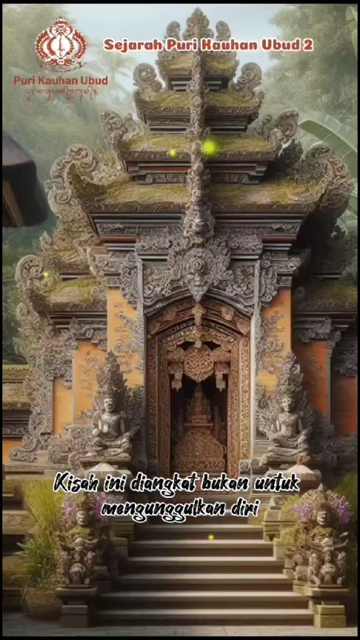 Sejarah Puri Kauhan Ubud 2
Puri Kauhan Ubud
Kisah ini diangkat bukan untuk
mengunggulkan diri